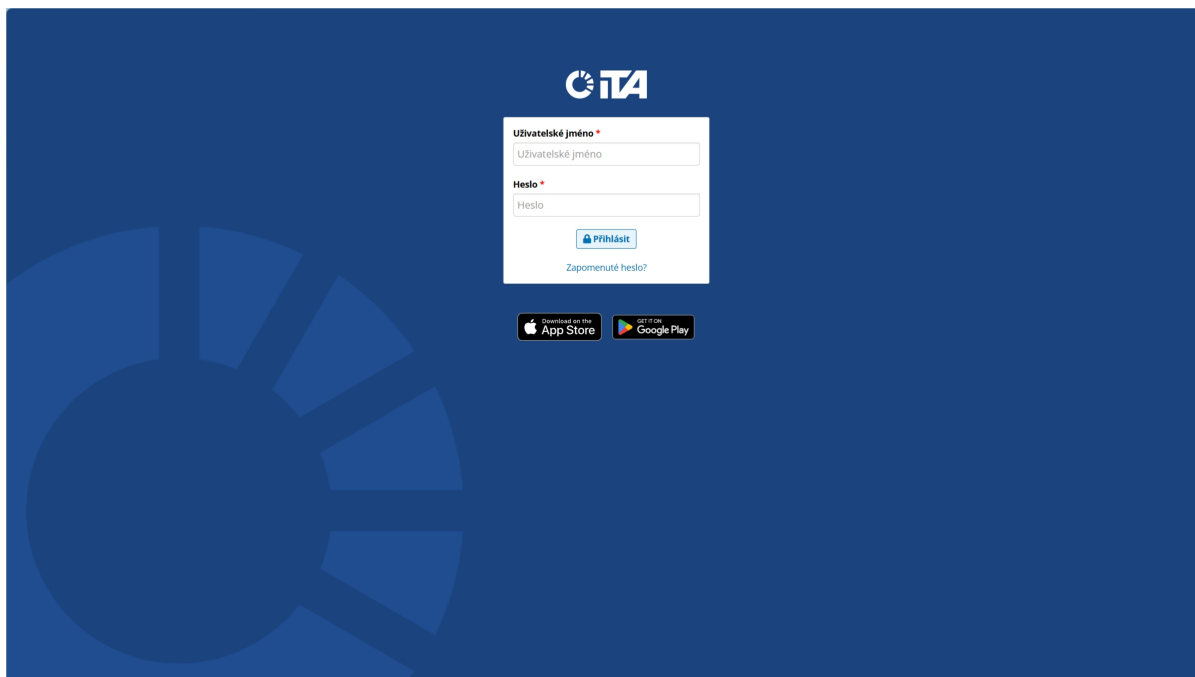 iTA
Uživatelské jméno *
Uživatelské jméno
Heslo *
Heslo
Přihlásit
Zapomenuté heslo?
Download on the
App Store
GET IT ON
Google Play